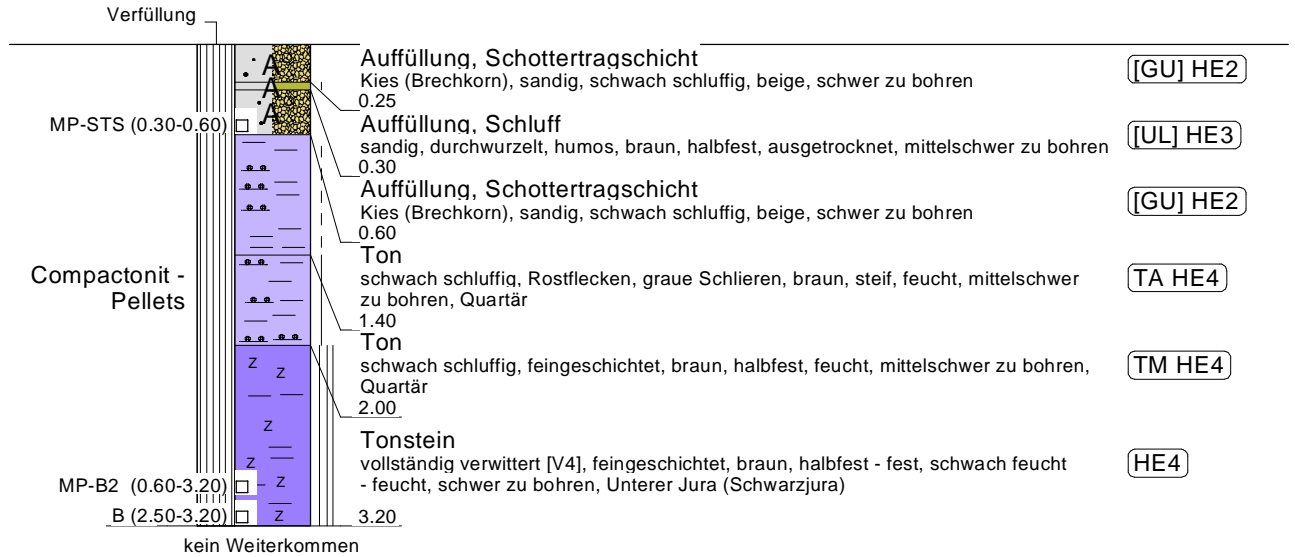 Verfüllung
Auffüllung, Schottertragschicht
Kies (Brechkorn), sandig, schwach schluffig, beige, schwer zu bohren
0.25
[GU] HE2
A
A
A
MP-STS (0.30-0.60)
Auffüllung, Schluff
sandig, durchwurzelt, humos, braun, halbfest, ausgetrocknet, mittelschwer zu bohren
0.30
[UL] HE3
Auffüllung, Schottertragschicht
Kies (Brechkorn), sandig, schwach schluffig, beige, schwer zu bohren
0.60
[GU] HE2
Compactonit -
Pellets
Ton
schwach schluffig, Rostflecken, graue Schlieren, braun, steif, feucht, mittelschwer
zu bohren, Quartär
1.40
TA HE4
Ton
schwach schluffig, feingeschichtet, braun, halbfest, feucht, mittelschwer zu bohren,
Quartär
2.00
TM HE4
Z
Z
Z
Z
Z
Z
Tonstein
vollständig verwittert [V4], feingeschichtet, braun, halbfest - fest, schwach feucht
- feucht, schwer zu bohren, Unterer Jura (Schwarzjura)
3.20
HE4
MP-B2 (0.60-3.20)
B (2.50-3.20)
kein Weiterkommen